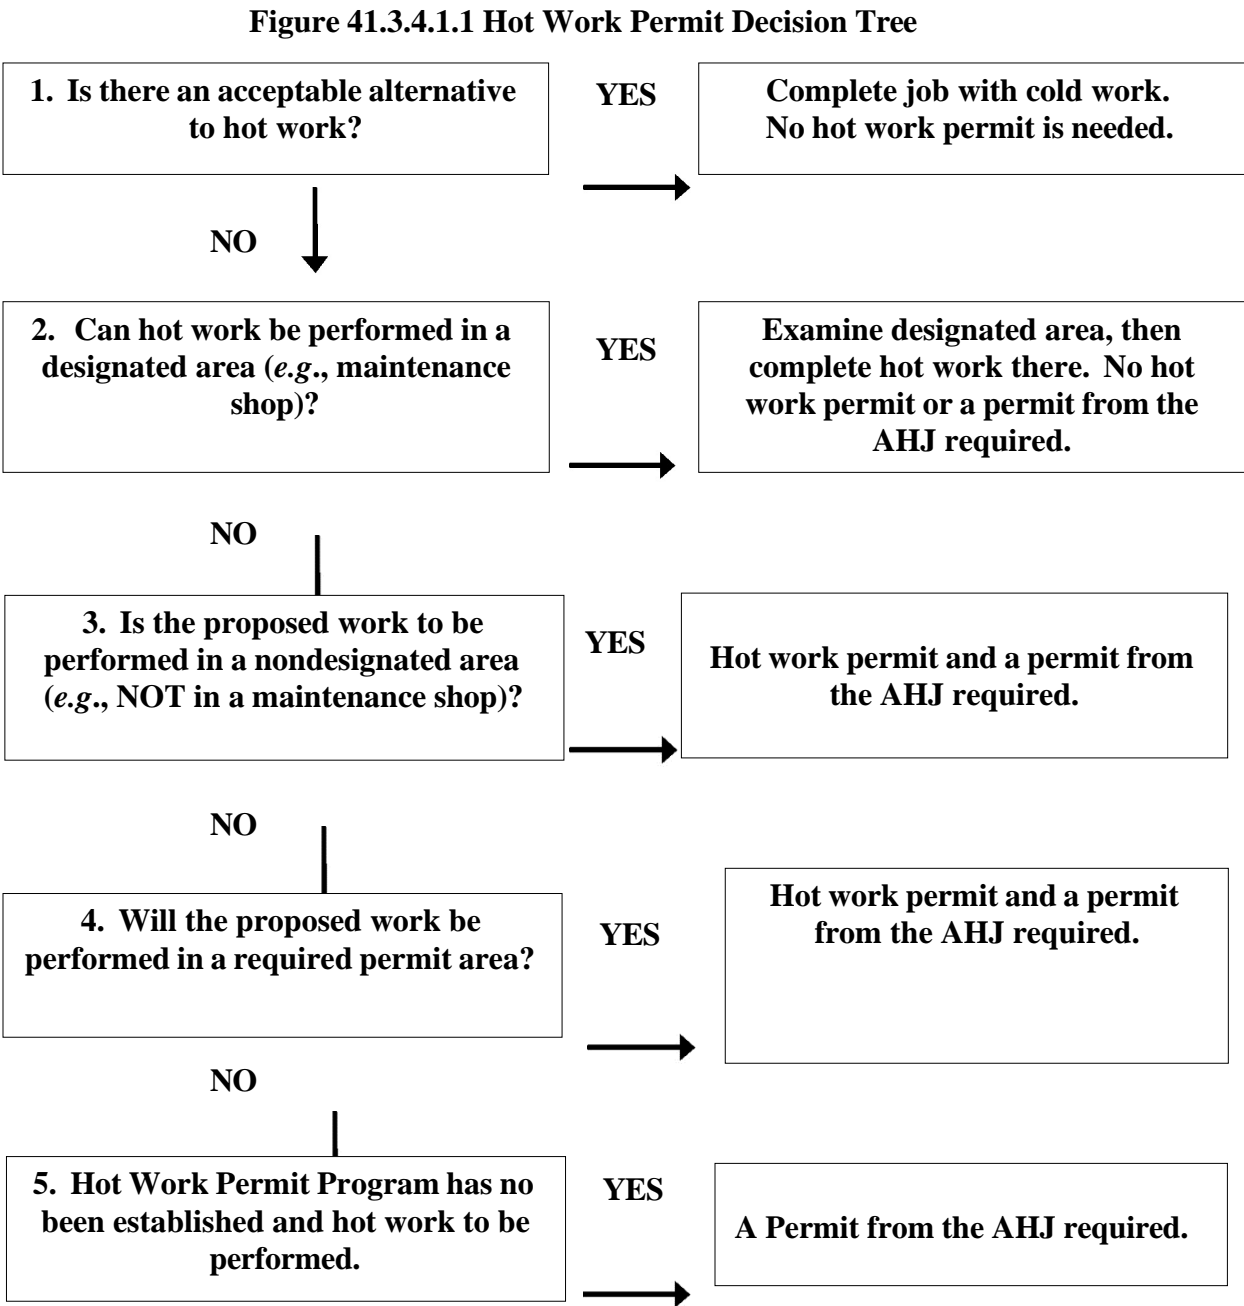 Figure 41.3.4.1.1 Hot Work Permit Decision Tree
1. Is there an acceptable alternative
to hot work?
YES
Complete job with cold work.
No hot work permit is needed.
NO
2. Can hot work be performed in a
designated area (e.g., maintenance
shop)?
YES
Examine designated area, then
complete hot work there. No hot
work permit or a permit from the
AHJ required.
NO
3. Is the proposed work to be
performed in a nondesignated area
(e.g., NOT in a maintenance shop)?
YES
Hot work permit and a permit from
the AHJ required.
NO
4. Will the proposed work be
performed in a required permit area?
YES
Hot work permit and a permit
from the AHJ required.
NO
5. Hot Work Permit Program has no
been established and hot work to be
performed.
YES
A Permit from the AHJ required.